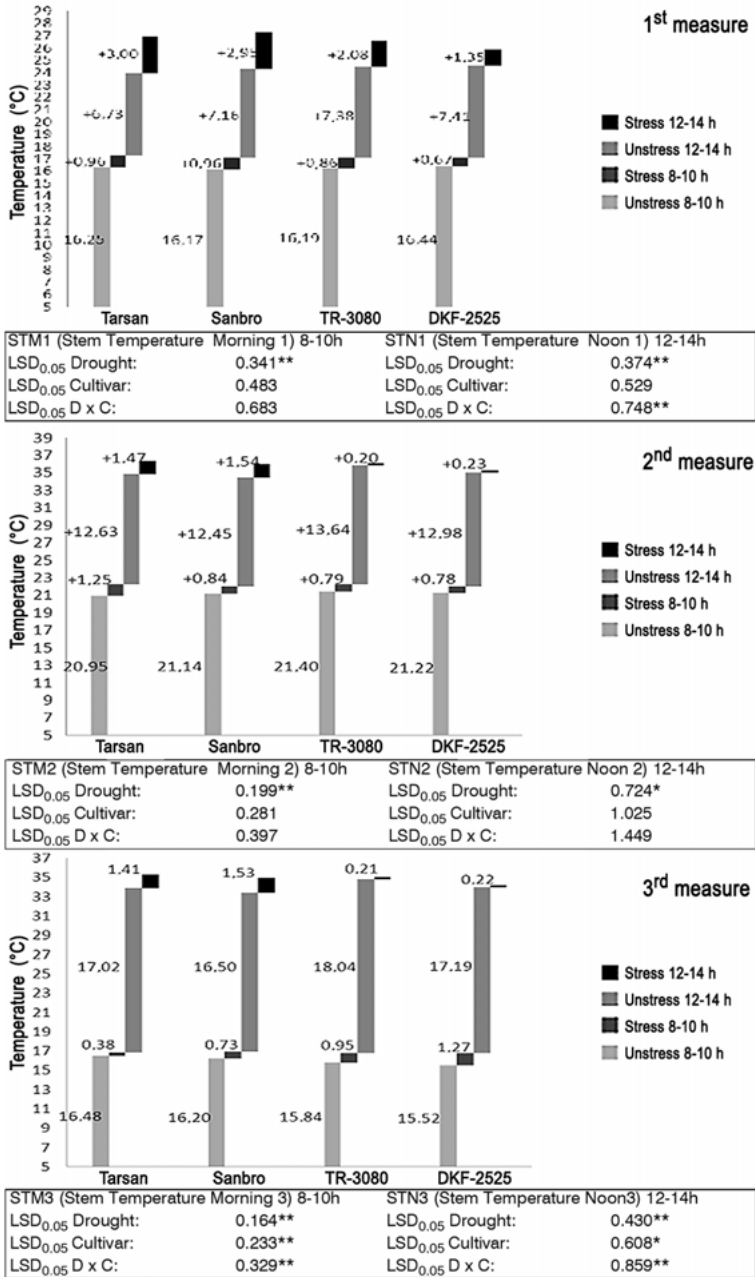 1st measure
Temperature (°C)
29
28
27
26
25
24
23
22
21
20
19
18
17
16
15
14
13
12
11
10
9
8
7
6
5
+3.00 +2.95 +2.08 +1.35
+6.73 +7.16 +7.38 +7.41
+0.96 +0.96 +0.86 +0.67
16.25 16.17 16.19 16.44
Tarsan Sanbro TR-3080 DKF-2525
Stress 12-14 h
Unstress 12-14 h
Stress 8-10 h
Unstress 8-10 h
STM1 (Stem Temperature Morning 1) 8-10h STN1 (Stem Temperature Noon 1) 12-14h
LSD0.05 Drought: 0.341** LSD0.05 Drought: 0.374**
LSD0.05 Cultivar: 0.483 LSD0.05 Cultivar: 0.529
LSD0.05 D x C: 0.683 LSD0.05 D x C: 0.748**
2nd measure
Temperature (°C)
39
37
35
33
31
29
27
25
23
21
19
17
15
13
11
9
7
5
+1.47 +1.54 +0.20 +0.23
+12.63 +12.45 +13.64 +12.98
+1.25 +0.84 +0.79 +0.78
20.95 21.14 21.40 21.22
Tarsan Sanbro TR-3080 DKF-2525
Stress 12-14 h
Unstress 12-14 h
Stress 8-10 h
Unstress 8-10 h
STM2 (Stem Temperature Morning 2) 8-10h STN2 (Stem Temperature Noon 2) 12-14h
LSD0.05 Drought: 0.199** LSD0.05 Drought: 0.724*
LSD0.05 Cultivar: 0.281 LSD0.05 Cultivar: 1.025
LSD0.05 D x C: 0.397 LSD0.05 D x C: 1.449
3rd measure
Temperature (°C)
37
35
33
31
29
27
25
23
21
19
17
15
13
11
9
7
5
1.41 1.53 0.21 0.22
17.02 16.50 18.04 17.19
0.38 0.73 0.95 1.27
16.48 16.20 15.84 15.52
Tarsan Sanbro TR-3080 DKF-2525
Stress 12-14 h
Unstress 12-14 h
Stress 8-10 h
Unstress 8-10 h
STM3 (Stem Temperature Morning 3) 8-10h STN3 (Stem Temperature Noon3) 12-14h
LSD0.05 Drought: 0.164** LSD0.05 Drought: 0.430**
LSD0.05 Cultivar: 0.233** LSD0.05 Cultivar: 0.608*
LSD0.05 D x C: 0.329** LSD0.05 D x C: 0.859**